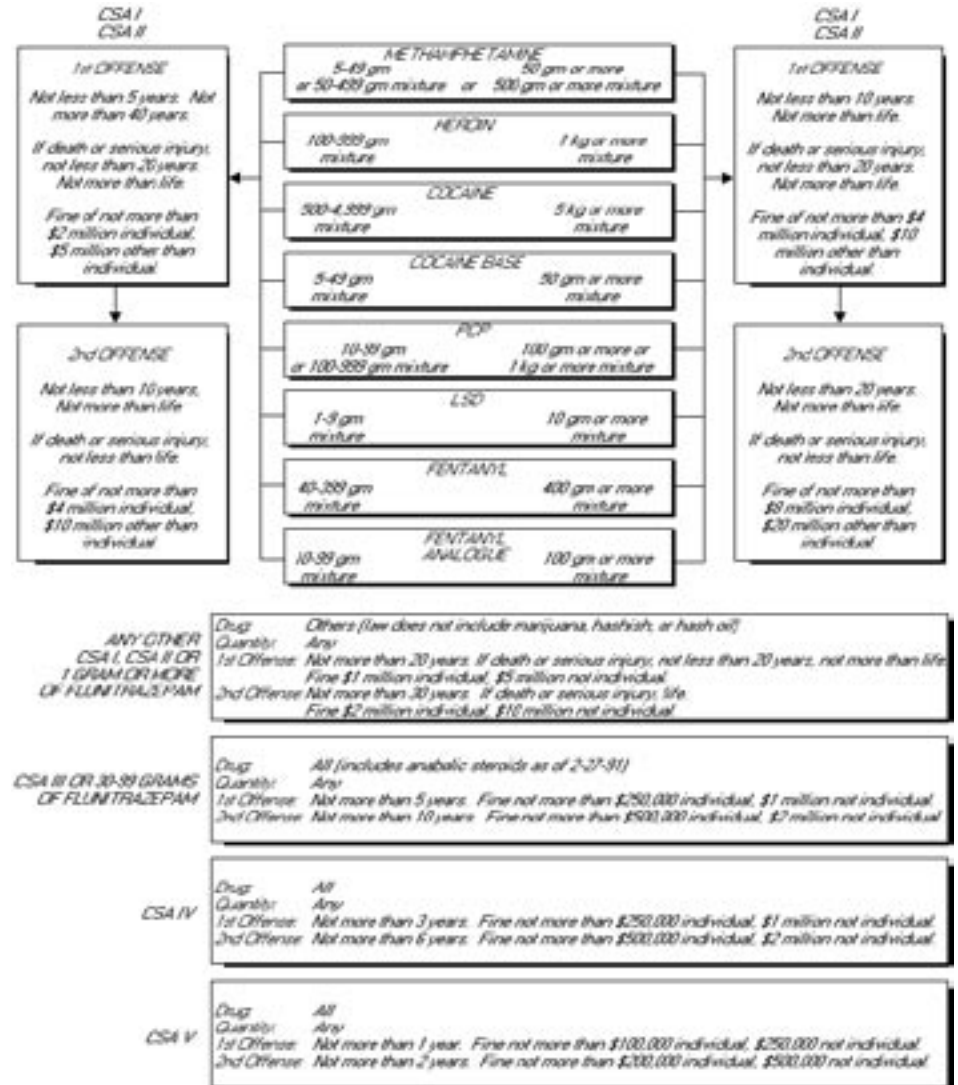 CSA I
CSA II
1st OFFENSE
Not less than 5 years. Not
more than 40 years.
If death or serious injury,
not less than 20 years.
Not more than life.
Fine of not more than
$2 million individual,
$5 million other than
individual.
2nd OFFENSE
Not less than 10 years,
Not more than life
If death or serious injury,
not less than life.
Fine of not more than
$4 million individual,
$10 million other than
individual
METHAMPHETAMINE
5-49 gm 50 gm or more
or 50-499 gm mixture or 500 gm or more mixture
HEROIN
100-999 gm 1 kg or more
mixture mixture
COCAINE
500-4,999 gm 5 kg or more
mixture mixture
COCAINE BASE
5-49 gm 50 gm or more
mixture mixture
PCP
10-99 gm 100 gm or more or
or 100-999 gm mixture 1 kg or more mixture
LSD
1-9 gm 10 gm or more
mixture mixture
FENTANYL
40-399 gm 400 gm or more
mixture mixture
FENTANYL
ANALOGUE
10-99 gm 100 gm or more
mixture mixture
CSA I
CSA II
1st OFFENSE
Not less than 10 years.
Not more than life.
If death or serious injury,
not less than 20 years.
Not more than life.
Fine of not more than $4
million individual, $10
million other than
individual.
2nd OFFENSE
Not less than 20 years.
Not more than life.
If death or serious injury,
not less than life.
Fine of not more than
$8 million individual,
$20 million other than
individual
ANY OTHER
CSA I, CSA II OR
1 GRAM OR MORE
OF FLUNITRAZEPAM
Drug: Others (law does not include marijuana, hashish, or hash oil)
Quantity: Any
1st Offense: Not more than 20 years. If death or serious injury, not less than 20 years, not more than life.
Fine $1 million individual, $5 million not individual.
2nd Offense: Not more than 30 years. If death or serious injury, life.
Fine $2 million individual, $10 million not individual.
CSA III OR 30-99 GRAMS
OF FLUNITRAZEPAM
Drug: All (includes anabolic steroids as of 2-27-91)
Quantity: Any
1st Offense: Not more than 5 years. Fine not more than $250,000 individual, $1 million not individual.
2nd Offense: Not more than 10 years. Fine not more than $500,000 individual, $2 million not individual
CSA IV
Drug: All
Quantity: Any
1st Offense: Not more than 3 years. Fine not more than $250,000 individual, $1 million not individual.
2nd Offense: Not more than 6 years. Fine not more than $500,000 individual, $2 million not individual.
CSA V
Drug: All
Quantity: Any
1st Offense: Not more than 1 year. Fine not more than $100,000 individual, $250,000 not individual.
2nd Offense: Not more than 2 years. Fine not more than $200,000 individual, $500,000 not individual.